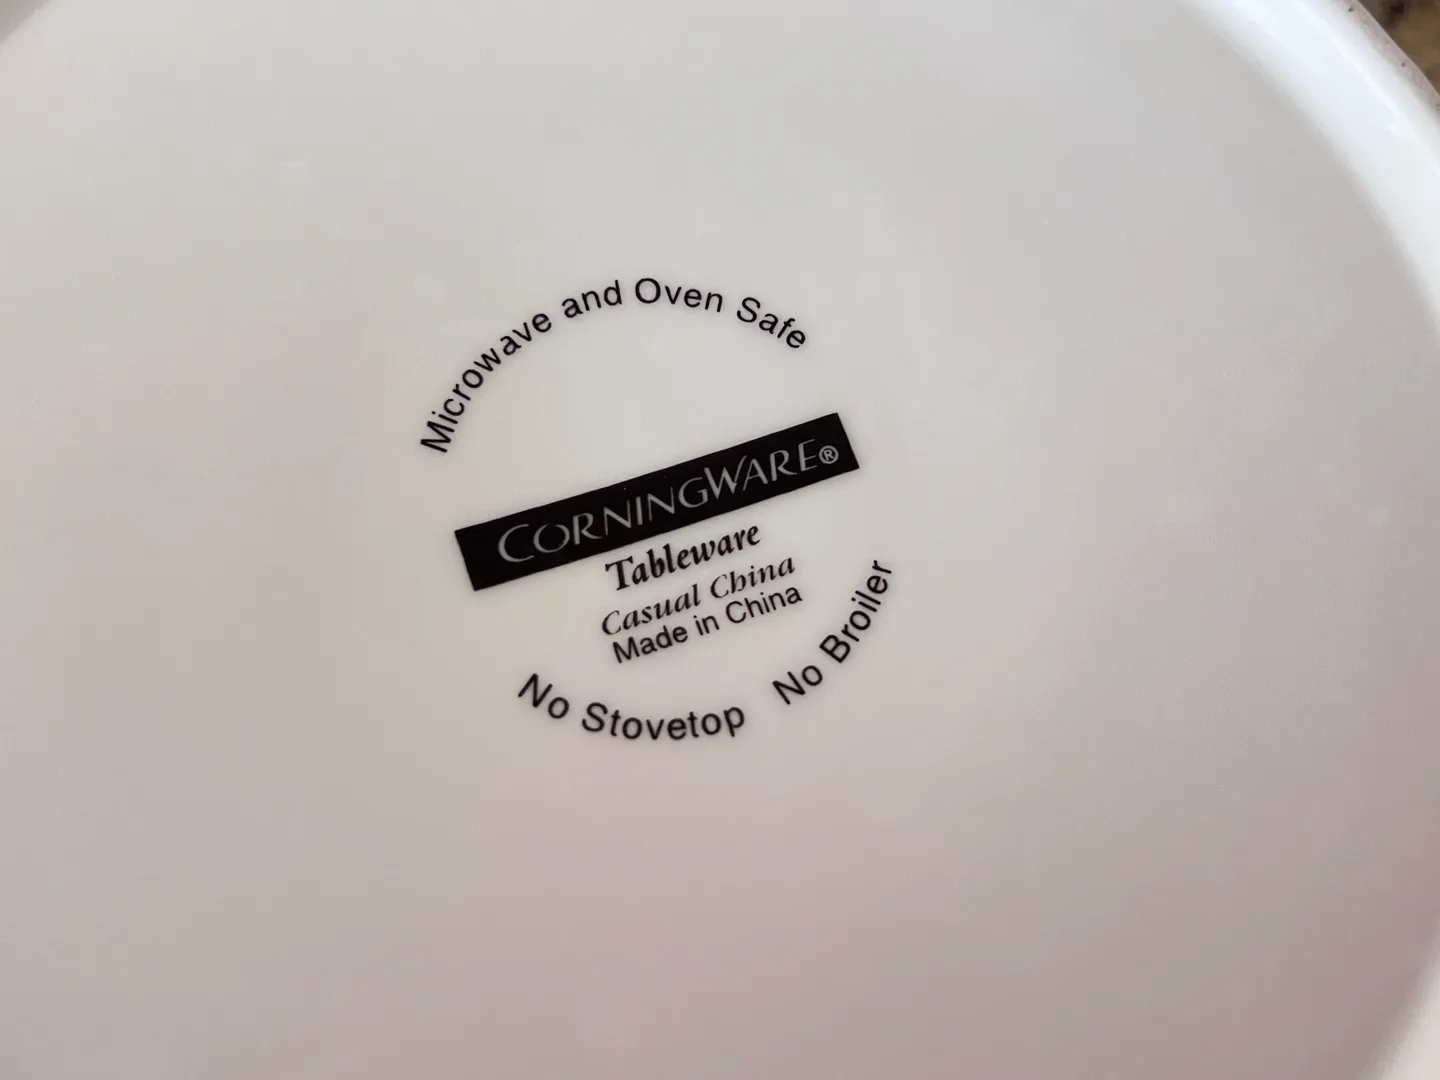 Microwave and Oven Safe
CORNINGWARE®
Tableware
Casual China
Made in China
No Stovetop No Broiler